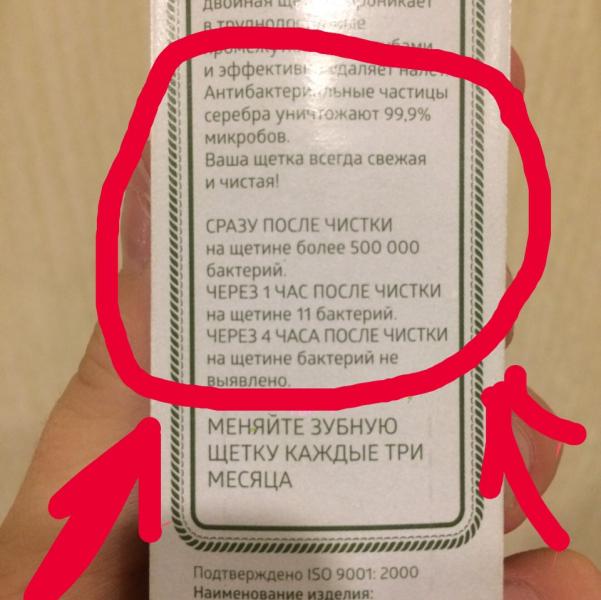 двойная проникает
в
и эффективно удаляет налет.
Антибактериальные частицы
серебра уничтожают 99,9%
микробов.
Ваша щетка всегда свежая
и чистая!
СРАЗУ ПОСЛЕ ЧИСТКИ
на щетине более 500 000
бактерий.
ЧЕРЕЗ 1 ЧАС ПОСЛЕ ЧИСТКИ
на щетине 11 бактерий.
ЧЕРЕЗ 4 ЧАСА ПОСЛЕ ЧИСТКИ
на щетине бактерий не
выявлено.
МЕНЯЙТЕ ЗУБНУЮ
ЩЕТКУ КАЖДЫЕ ТРИ
МЕСЯЦА
Подтверждено ISO 9001: 2000
Наименование изделия: